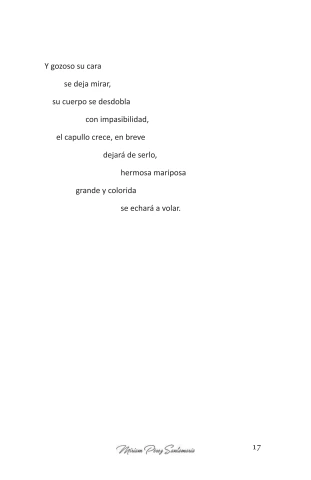 Y gozoso su cara
se deja mirar,
su cuerpo se desdobla
con impasibilidad,
el capullo crece, en breve
dejará de serlo,
hermosa mariposa
grande y colorida
se echará a volar.
Miriam Pérez Santamaría 17